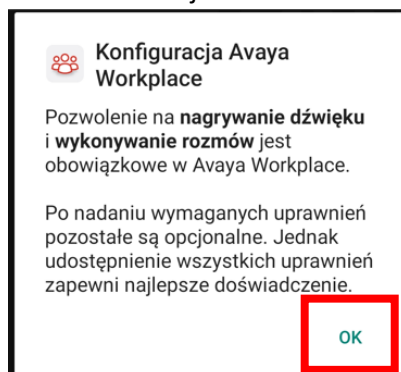 Konfiguracja Avaya
Workplace
Pozwolenie na nagrywanie dźwięku
i wykonywanie rozmów jest
obowiązkowe w Avaya Workplace.
Po nadaniu wymaganych uprawnień
pozostałe są opcjonalne. Jednak
udostępnienie wszystkich uprawnień
zapewni najlepsze doświadczenie.
OK